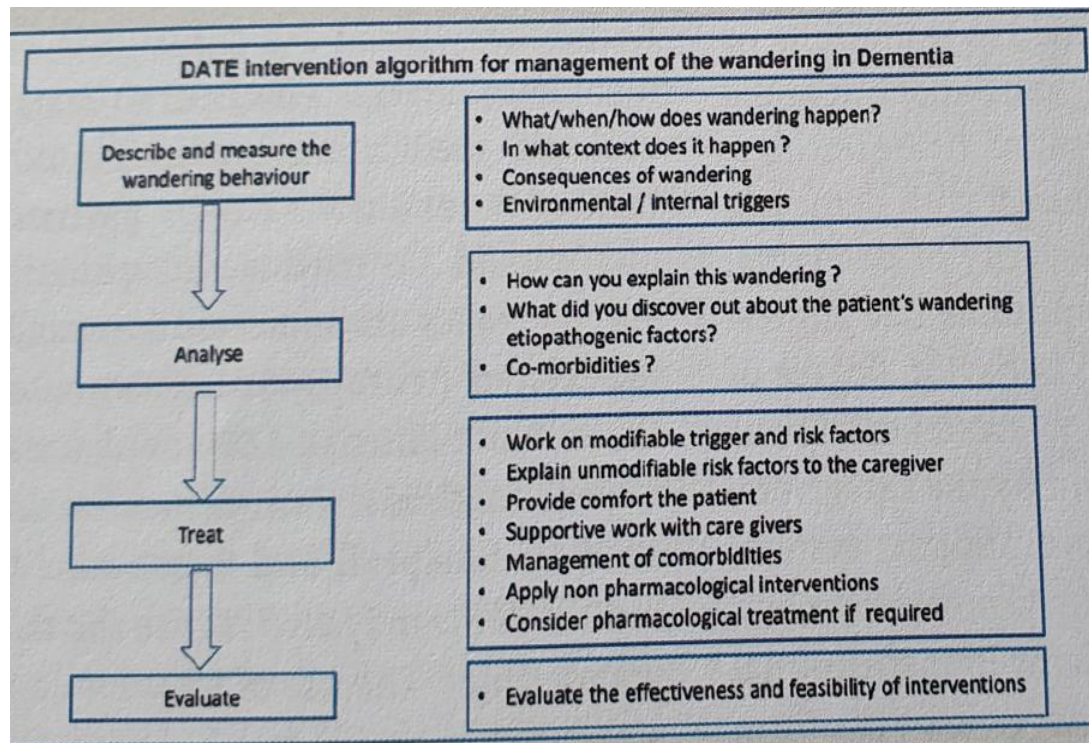 DATE intervention algorithm for management of the wandering in Dementia
Describe and measure the
wandering behaviour
• What/when/how does wandering happen?
• In what context does it happen ?
• Consequences of wandering
• Environmental / internal triggers
Analyse
• How can you explain this wandering ?
• What did you discover out about the patient's wandering
etiopathogenic factors?
• Co-morbidities ?
Treat
• Work on modifiable trigger and risk factors
• Explain unmodifiable risk factors to the caregiver
• Provide comfort the patient
• Supportive work with care givers
• Management of comorbidities
• Apply non pharmacological interventions
• Consider pharmacological treatment if required
Evaluate
• Evaluate the effectiveness and feasibility of interventions